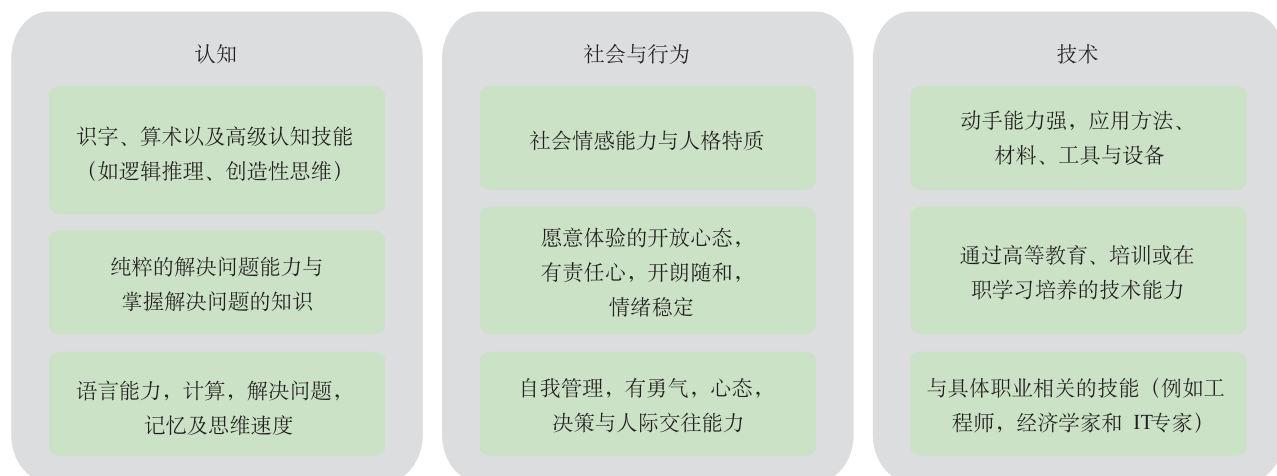 认知
识字、算术以及高级认知技能
（如逻辑推理、创造性思维）
纯粹的解决问题能力与
掌握解决问题的知识
语言能力，计算，解决问题，
记忆及思维速度
社会与行为
社会情感能力与人格特质
愿意体验的开放心态，
有责任心，开朗随和，
情绪稳定
自我管理，有勇气，心态，
决策与人际交往能力
技术
动手能力强，应用方法、
材料、工具与设备
通过高等教育、培训或在
职学习培养的技术能力
与具体职业相关的技能（例如工
程师，经济学家和 IT专家）